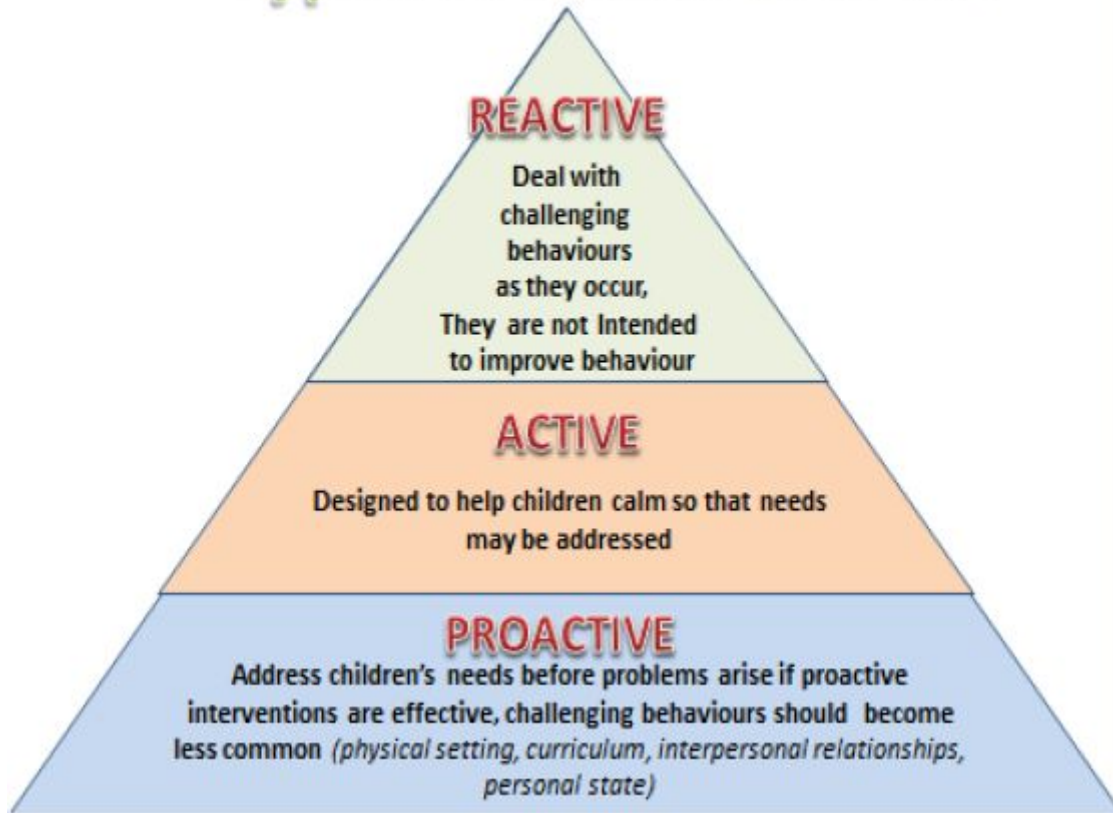 REACTIVE
Deal with
challenging
behaviours
as they occur,
They are not Intended
to improve behaviour
ACTIVE
Designed to help children calm so that needs
may be addressed
PROACTIVE
Address children's needs before problems arise if proactive
interventions are effective, challenging behaviours should become
less common (physical setting, curriculum, interpersonal relationships,
personal state)